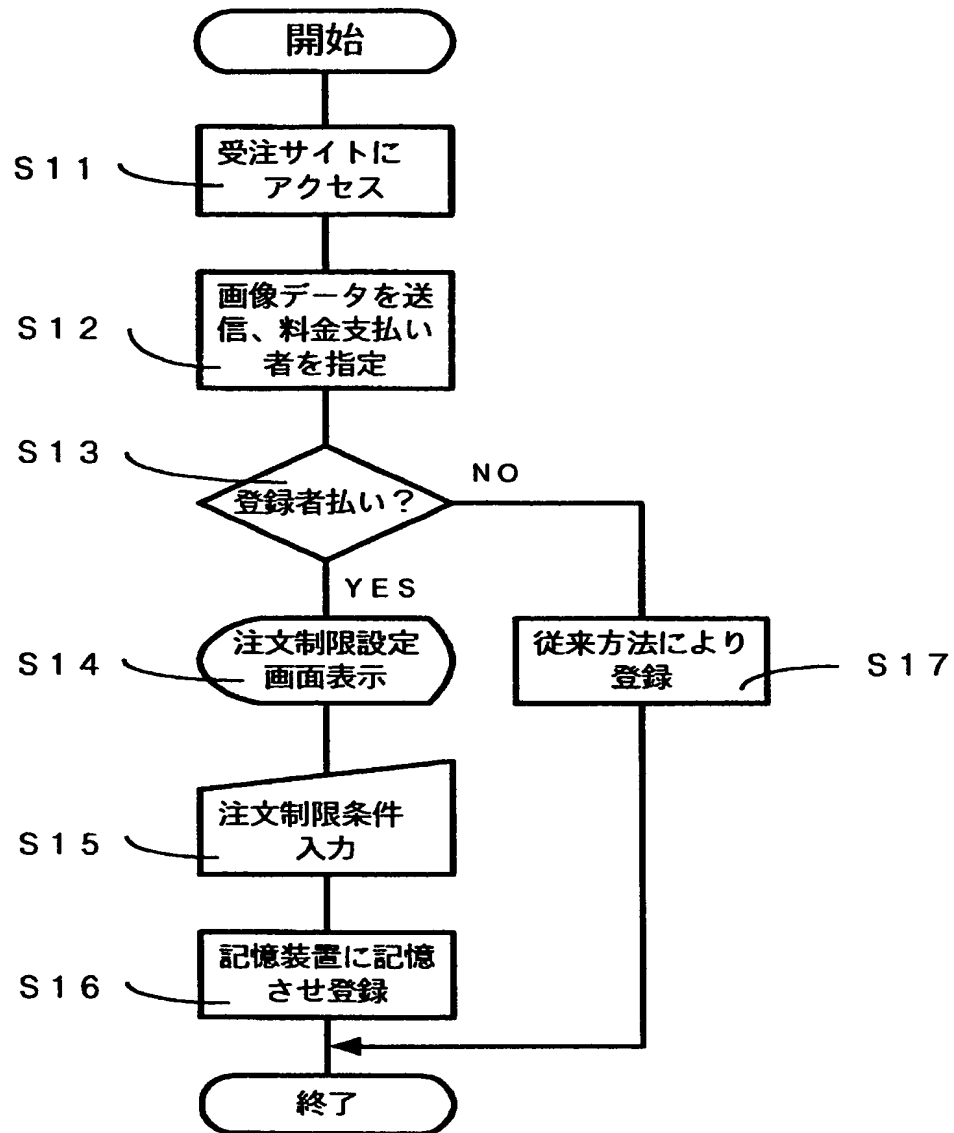 開始
S11
受注サイトに
アクセス
S12
画像データを送
信、料金支払い
者を指定
S13
登録者払い？
NO
YES
S14
注文制限設定
画面表示
従来方法により
登録
S17
S15
注文制限条件
入力
S16
記憶装置に記憶
させ登録
終了